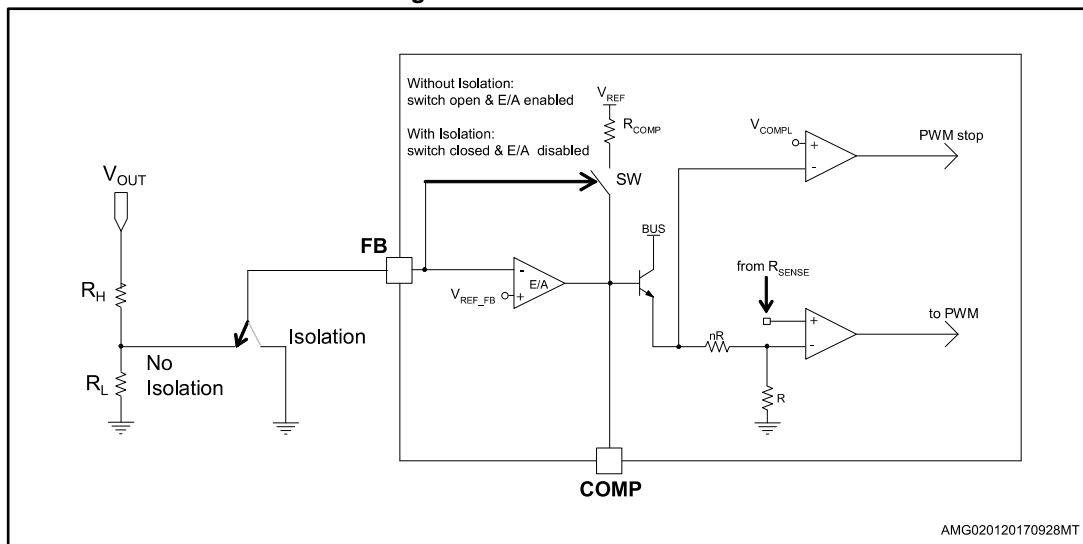 Without Isolation:
switch open & E/A enabled
With Isolation:
switch closed & E/A disabled
VREF
RCOMP
SW
VCOMPL
+
-
PWM stop
VOUT
FB
BUS
-
E/A
+
VREF_FB
from RSENSE
+
-
to PWM
RH
Isolation
No
Isolation
RL
nR
R
COMP
AMG020120170928MT